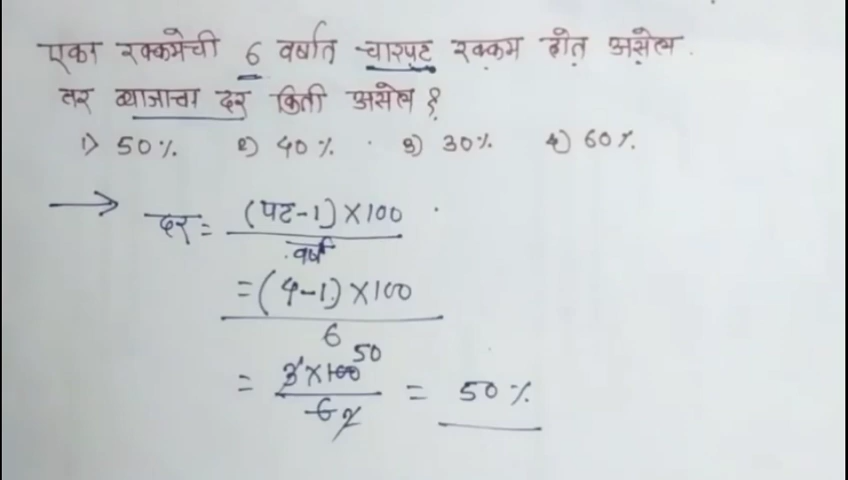 एका रक्कमेची 6 वर्षात चारपट रक्कम होत असेल.
तर व्याजाचा दर किती असेल ?
1) 50%. 2) 40%. 3) 30% 4) 60%.
→ दर = (पट-1)×100
वर्ष
= (4-1)×100
6
50
= 3×100 = 50%
6 2